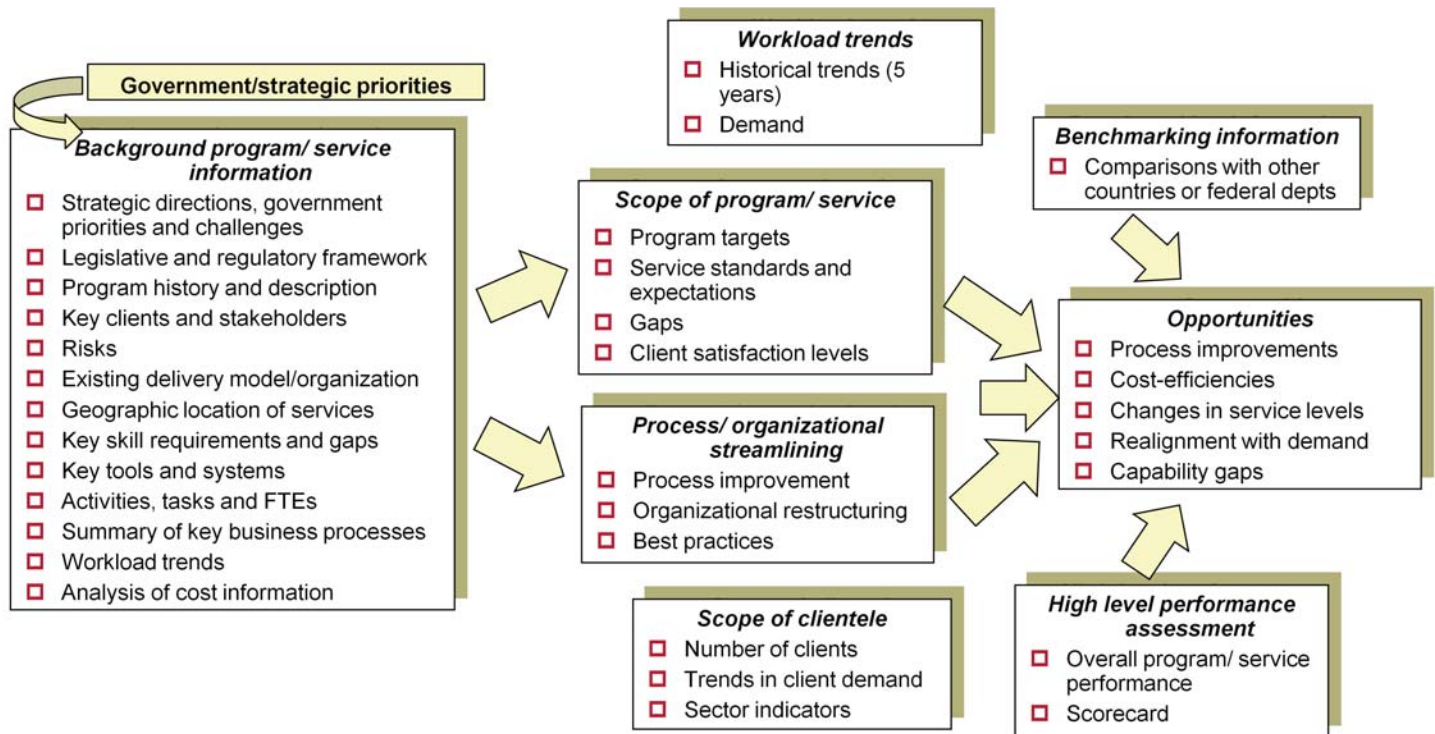 Government/strategic priorities
Background program/ service
information
Strategic directions, government
priorities and challenges
Legislative and regulatory framework
Program history and description
Key clients and stakeholders
Risks
Existing delivery model/organization
Geographic location of services
Key skill requirements and gaps
Key tools and systems
Activities, tasks and FTEs
Summary of key business processes
Workload trends
Analysis of cost information
Workload trends
Historical trends (5
years)
Demand
Scope of program/ service
Program targets
Service standards and
expectations
Gaps
Client satisfaction levels
Process/ organizational
streamlining
Process improvement
Organizational restructuring
Best practices
Scope of clientele
Number of clients
Trends in client demand
Sector indicators
Benchmarking information
Comparisons with other
countries or federal depts
Opportunities
Process improvements
Cost-efficiencies
Changes in service levels
Realignment with demand
Capability gaps
High level performance
assessment
Overall program/ service
performance
Scorecard